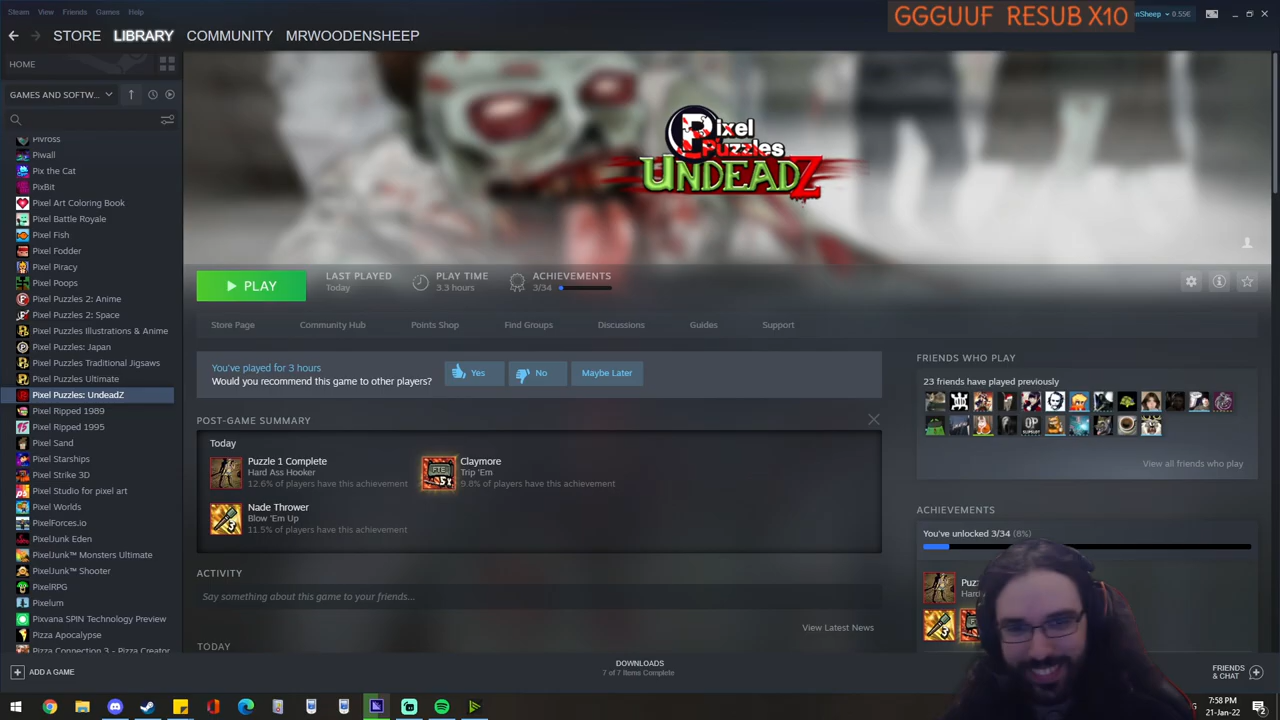 Steam View Friends Games Help
GGGUUF RESUB X10
nSheep 0.55€
STORE LIBRARY COMMUNITY MRWOODENSHEEP
HOME
GAMES AND SOFTW...
Pivross
Piwall
Pix the Cat
PixBit
Pixel Art Coloring Book
Pixel Battle Royale
Pixel Fish
Pixel Fodder
Pixel Piracy
Pixel Poops
Pixel Puzzles 2: Anime
Pixel Puzzles 2: Space
Pixel Puzzles Illustrations & Anime
Pixel Puzzles: Japan
Pixel Puzzles Traditional Jigsaws
Pixel Puzzles Ultimate
Pixel Puzzles: UndeadZ
Pixel Ripped 1989
Pixel Ripped 1995
Pixel Sand
Pixel Starships
Pixel Strike 3D
Pixel Studio for pixel art
Pixel Worlds
PixelForces.io
PixelJunk Eden
PixelJunk™ Monsters Ultimate
PixelJunk™ Shooter
PixelRPG
Pixelum
Pixvana SPIN Technology Preview
Pizza Apocalypse
Pizza Connection 3 - Pizza Creator
Pixel
Puzzles
UNDEADZ
PLAY
LAST PLAYED
Today
PLAY TIME
3.3 hours
ACHIEVEMENTS
3/34
Store Page Community Hub Points Shop Find Groups Discussions Guides Support
You've played for 3 hours
Would you recommend this game to other players?
Yes No Maybe Later
POST-GAME SUMMARY
Today
Puzzle 1 Complete
Hard Ass Hooker
12.6% of players have this achievement
Claymore
Trip 'Em
9.8% of players have this achievement
Nade Thrower
Blow 'Em Up
11.5% of players have this achievement
ACTIVITY
Say something about this game to your friends...
View Latest News
TODAY
FRIENDS WHO PLAY
23 friends have played previously
View all friends who play
ACHIEVEMENTS
You've unlocked 3/34 (8%)
Puz
Hard
ADD A GAME
DOWNLOADS
7 of 7 Items Complete
FRIENDS
& CHAT
7:58 PM
21-Jan-22